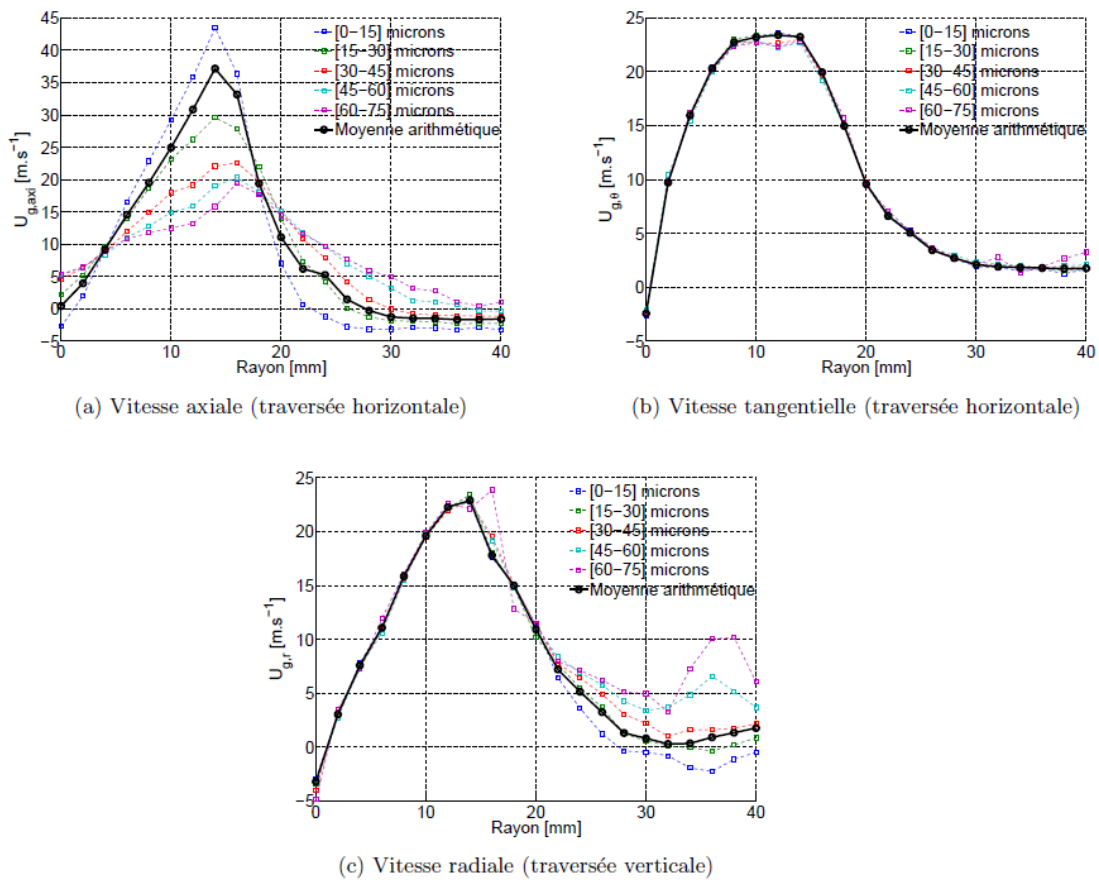 45
40
35
30
25
20
15
10
5
0
−5
0 10 20 30 40
U_g,axi [m.s⁻¹]
Rayon [mm]
[0−15] microns
[15−30] microns
[30−45] microns
[45−60] microns
[60−75] microns
Moyenne arithmétique
(a) Vitesse axiale (traversée horizontale)
25
20
15
10
5
0
−5
0 10 20 30 40
U_g,θ [m.s⁻¹]
Rayon [mm]
[0−15] microns
[15−30] microns
[30−45] microns
[45−60] microns
[60−75] microns
Moyenne arithmétique
(b) Vitesse tangentielle (traversée horizontale)
25
20
15
10
5
0
−5
0 10 20 30 40
U_g,r [m.s⁻¹]
Rayon [mm]
[0−15] microns
[15−30] microns
[30−45] microns
[45−60] microns
[60−75] microns
Moyenne arithmétique
(c) Vitesse radiale (traversée verticale)